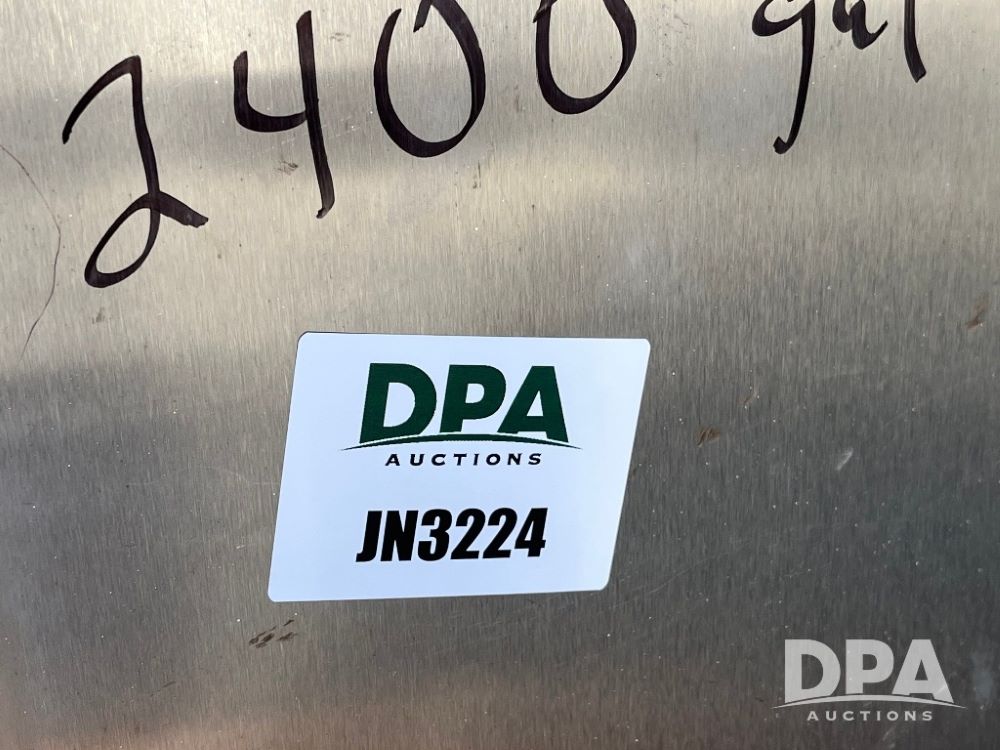 2400 gal
DPA
AUCTIONS
JN3224
DPA
AUCTIONS